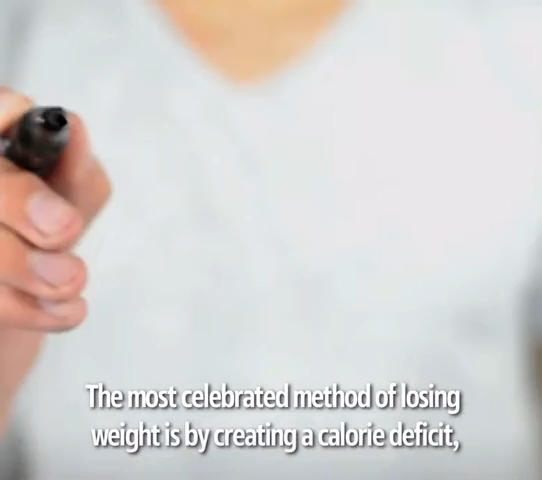 The most celebrated method of losing
weight is by creating a calorie deficit,